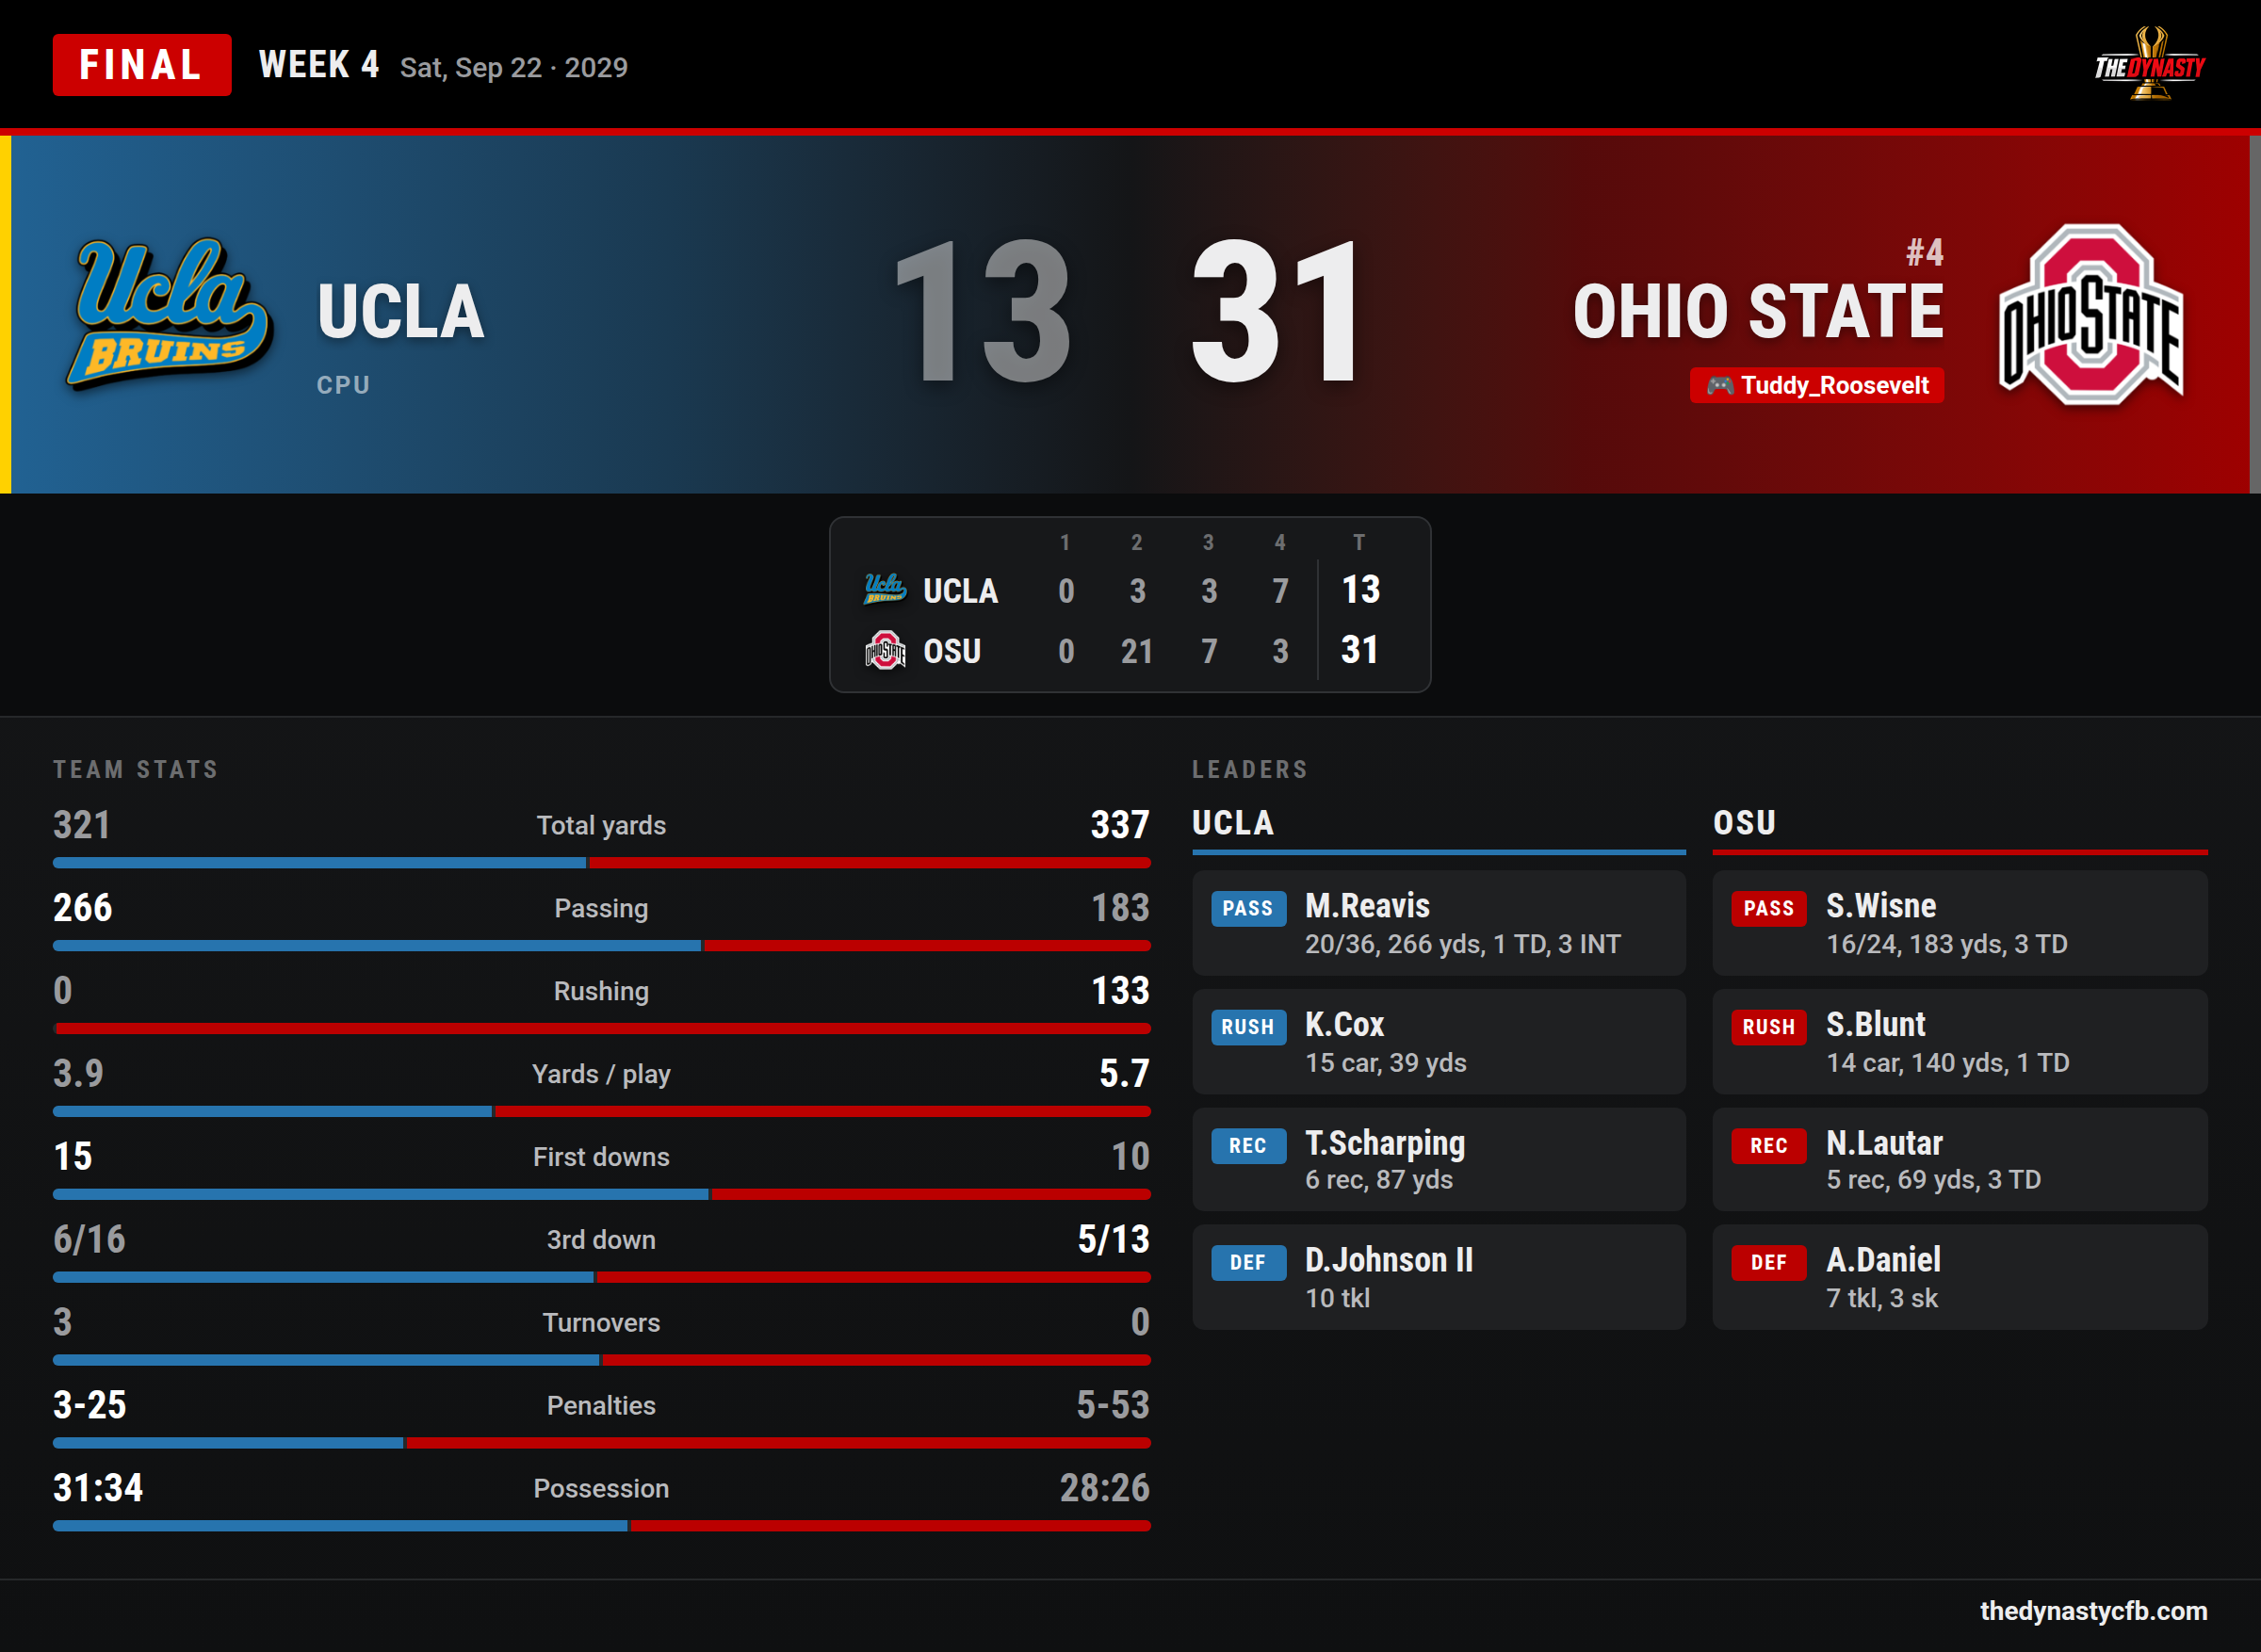 FINAL WEEK 4 Sat, Sep 22 · 2029
THE DYNASTY
Ucla
BRUINS
UCLA
CPU
13 31
#4
OHIO STATE
🎮 Tuddy_Roosevelt
OHIO STATE
1 2 3 4 T
Ucla BRUINS UCLA 0 3 3 7 13
OHIO STATE OSU 0 21 7 3 31
TEAM STATS
321 Total yards 337
266 Passing 183
0 Rushing 133
3.9 Yards / play 5.7
15 First downs 10
6/16 3rd down 5/13
3 Turnovers 0
3-25 Penalties 5-53
31:34 Possession 28:26
LEADERS
UCLA
PASS M.Reavis
20/36, 266 yds, 1 TD, 3 INT
RUSH K.Cox
15 car, 39 yds
REC T.Scharping
6 rec, 87 yds
DEF D.Johnson II
10 tkl
OSU
PASS S.Wisne
16/24, 183 yds, 3 TD
RUSH S.Blunt
14 car, 140 yds, 1 TD
REC N.Lautar
5 rec, 69 yds, 3 TD
DEF A.Daniel
7 tkl, 3 sk
thedynastycfb.com